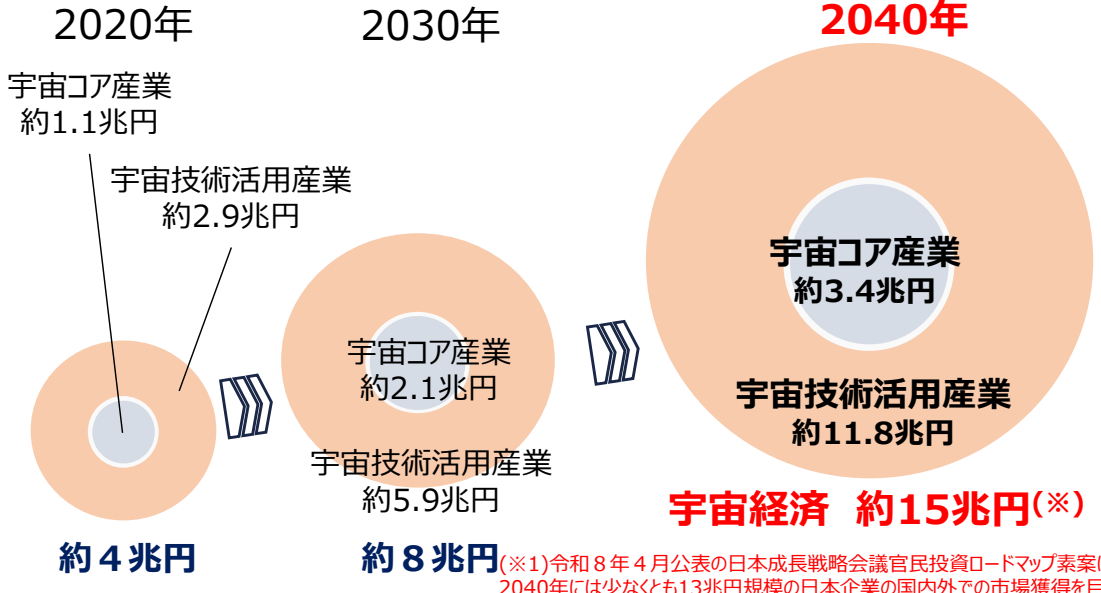 2020年
宇宙コア産業
約1.1兆円
宇宙技術活用産業
約2.9兆円
約４兆円
2030年
宇宙コア産業
約2.1兆円
宇宙技術活用産業
約5.9兆円
約８兆円
2040年
宇宙コア産業
約3.4兆円
宇宙技術活用産業
約11.8兆円
宇宙経済 約15兆円(※)
(※1)令和８年４月公表の日本成長戦略会議官民投資ロードマップ素案
2040年には少なくとも13兆円規模の日本企業の国内外での市場獲得を